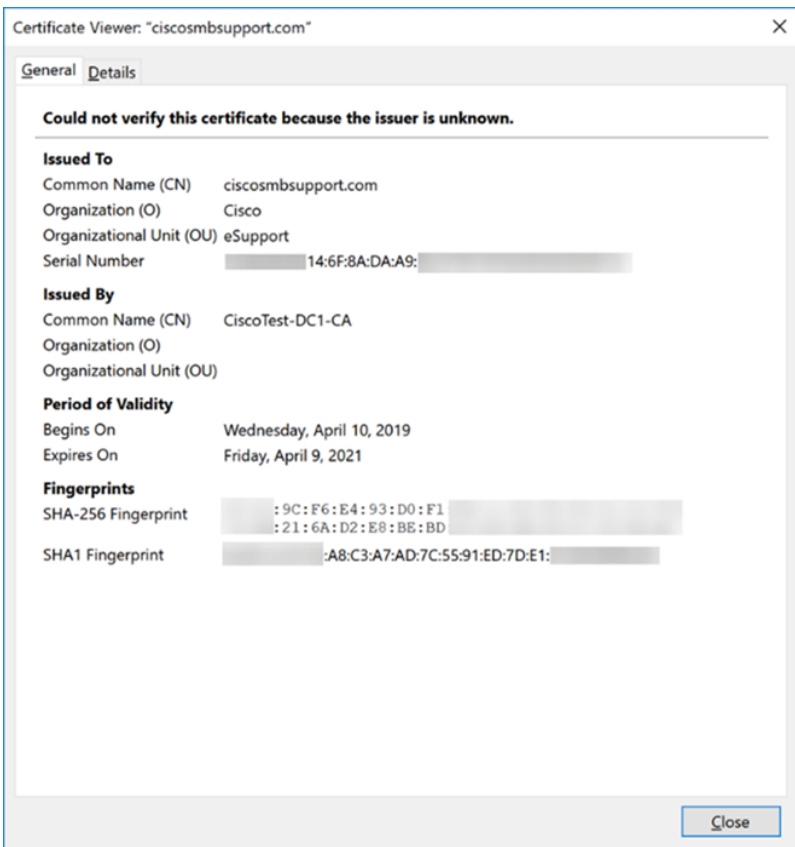 Certificate Viewer: "ciscosmbsupport.com"
General Details
Could not verify this certificate because the issuer is unknown.
Issued To
Common Name (CN) ciscosmbsupport.com
Organization (O) Cisco
Organizational Unit (OU) eSupport
Serial Number 14:6F:8A:DA:A9:
Issued By
Common Name (CN) CiscoTest-DC1-CA
Organization (O)
Organizational Unit (OU)
Period of Validity
Begins On Wednesday, April 10, 2019
Expires On Friday, April 9, 2021
Fingerprints
SHA-256 Fingerprint :9C:F6:E4:93:D0:F1
:21:6A:D2:E8:BE:BD
SHA1 Fingerprint :A8:C3:A7:AD:7C:55:91:ED:7D:E1:
Close